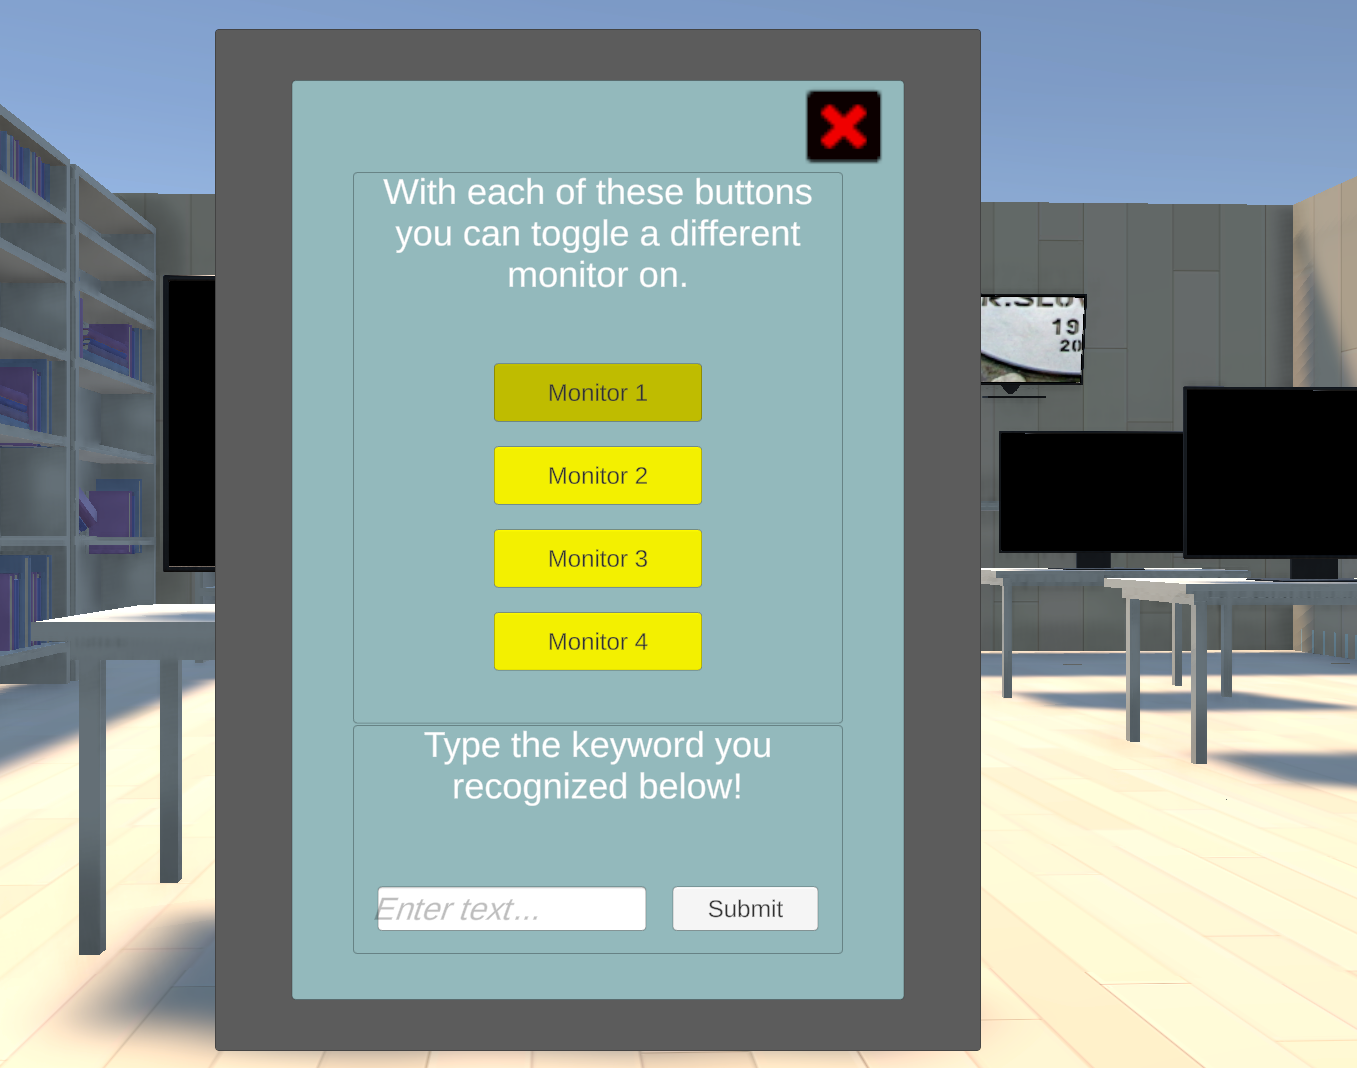 With each of these buttons
you can toggle a different
monitor on.
Monitor 1
Monitor 2
Monitor 3
Monitor 4
Type the keyword you
recognized below!
Enter text...
Submit
19
20